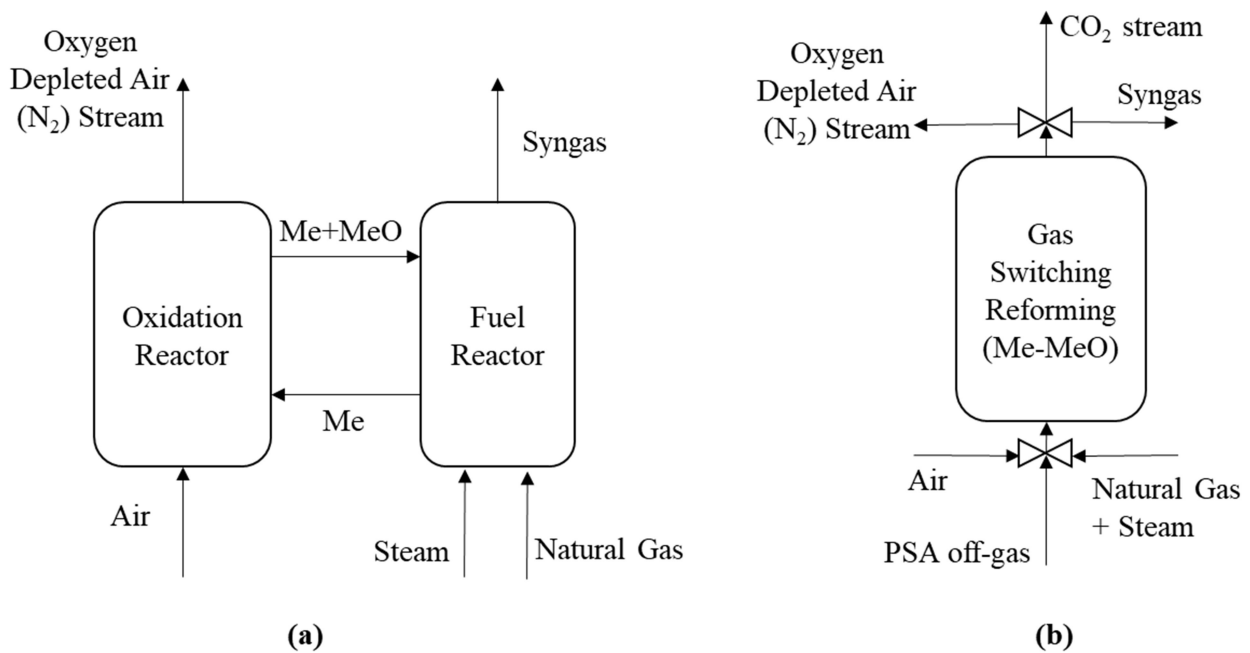 Oxygen
Depleted Air
(N₂) Stream
Syngas
Me+MeO
Oxidation
Reactor
Fuel
Reactor
Me
Air
Steam
Natural Gas
(a)
CO₂ stream
Oxygen
Depleted Air
(N₂) Stream
Syngas
Gas
Switching
Reforming
(Me-MeO)
Air
Natural Gas
+ Steam
PSA off-gas
(b)